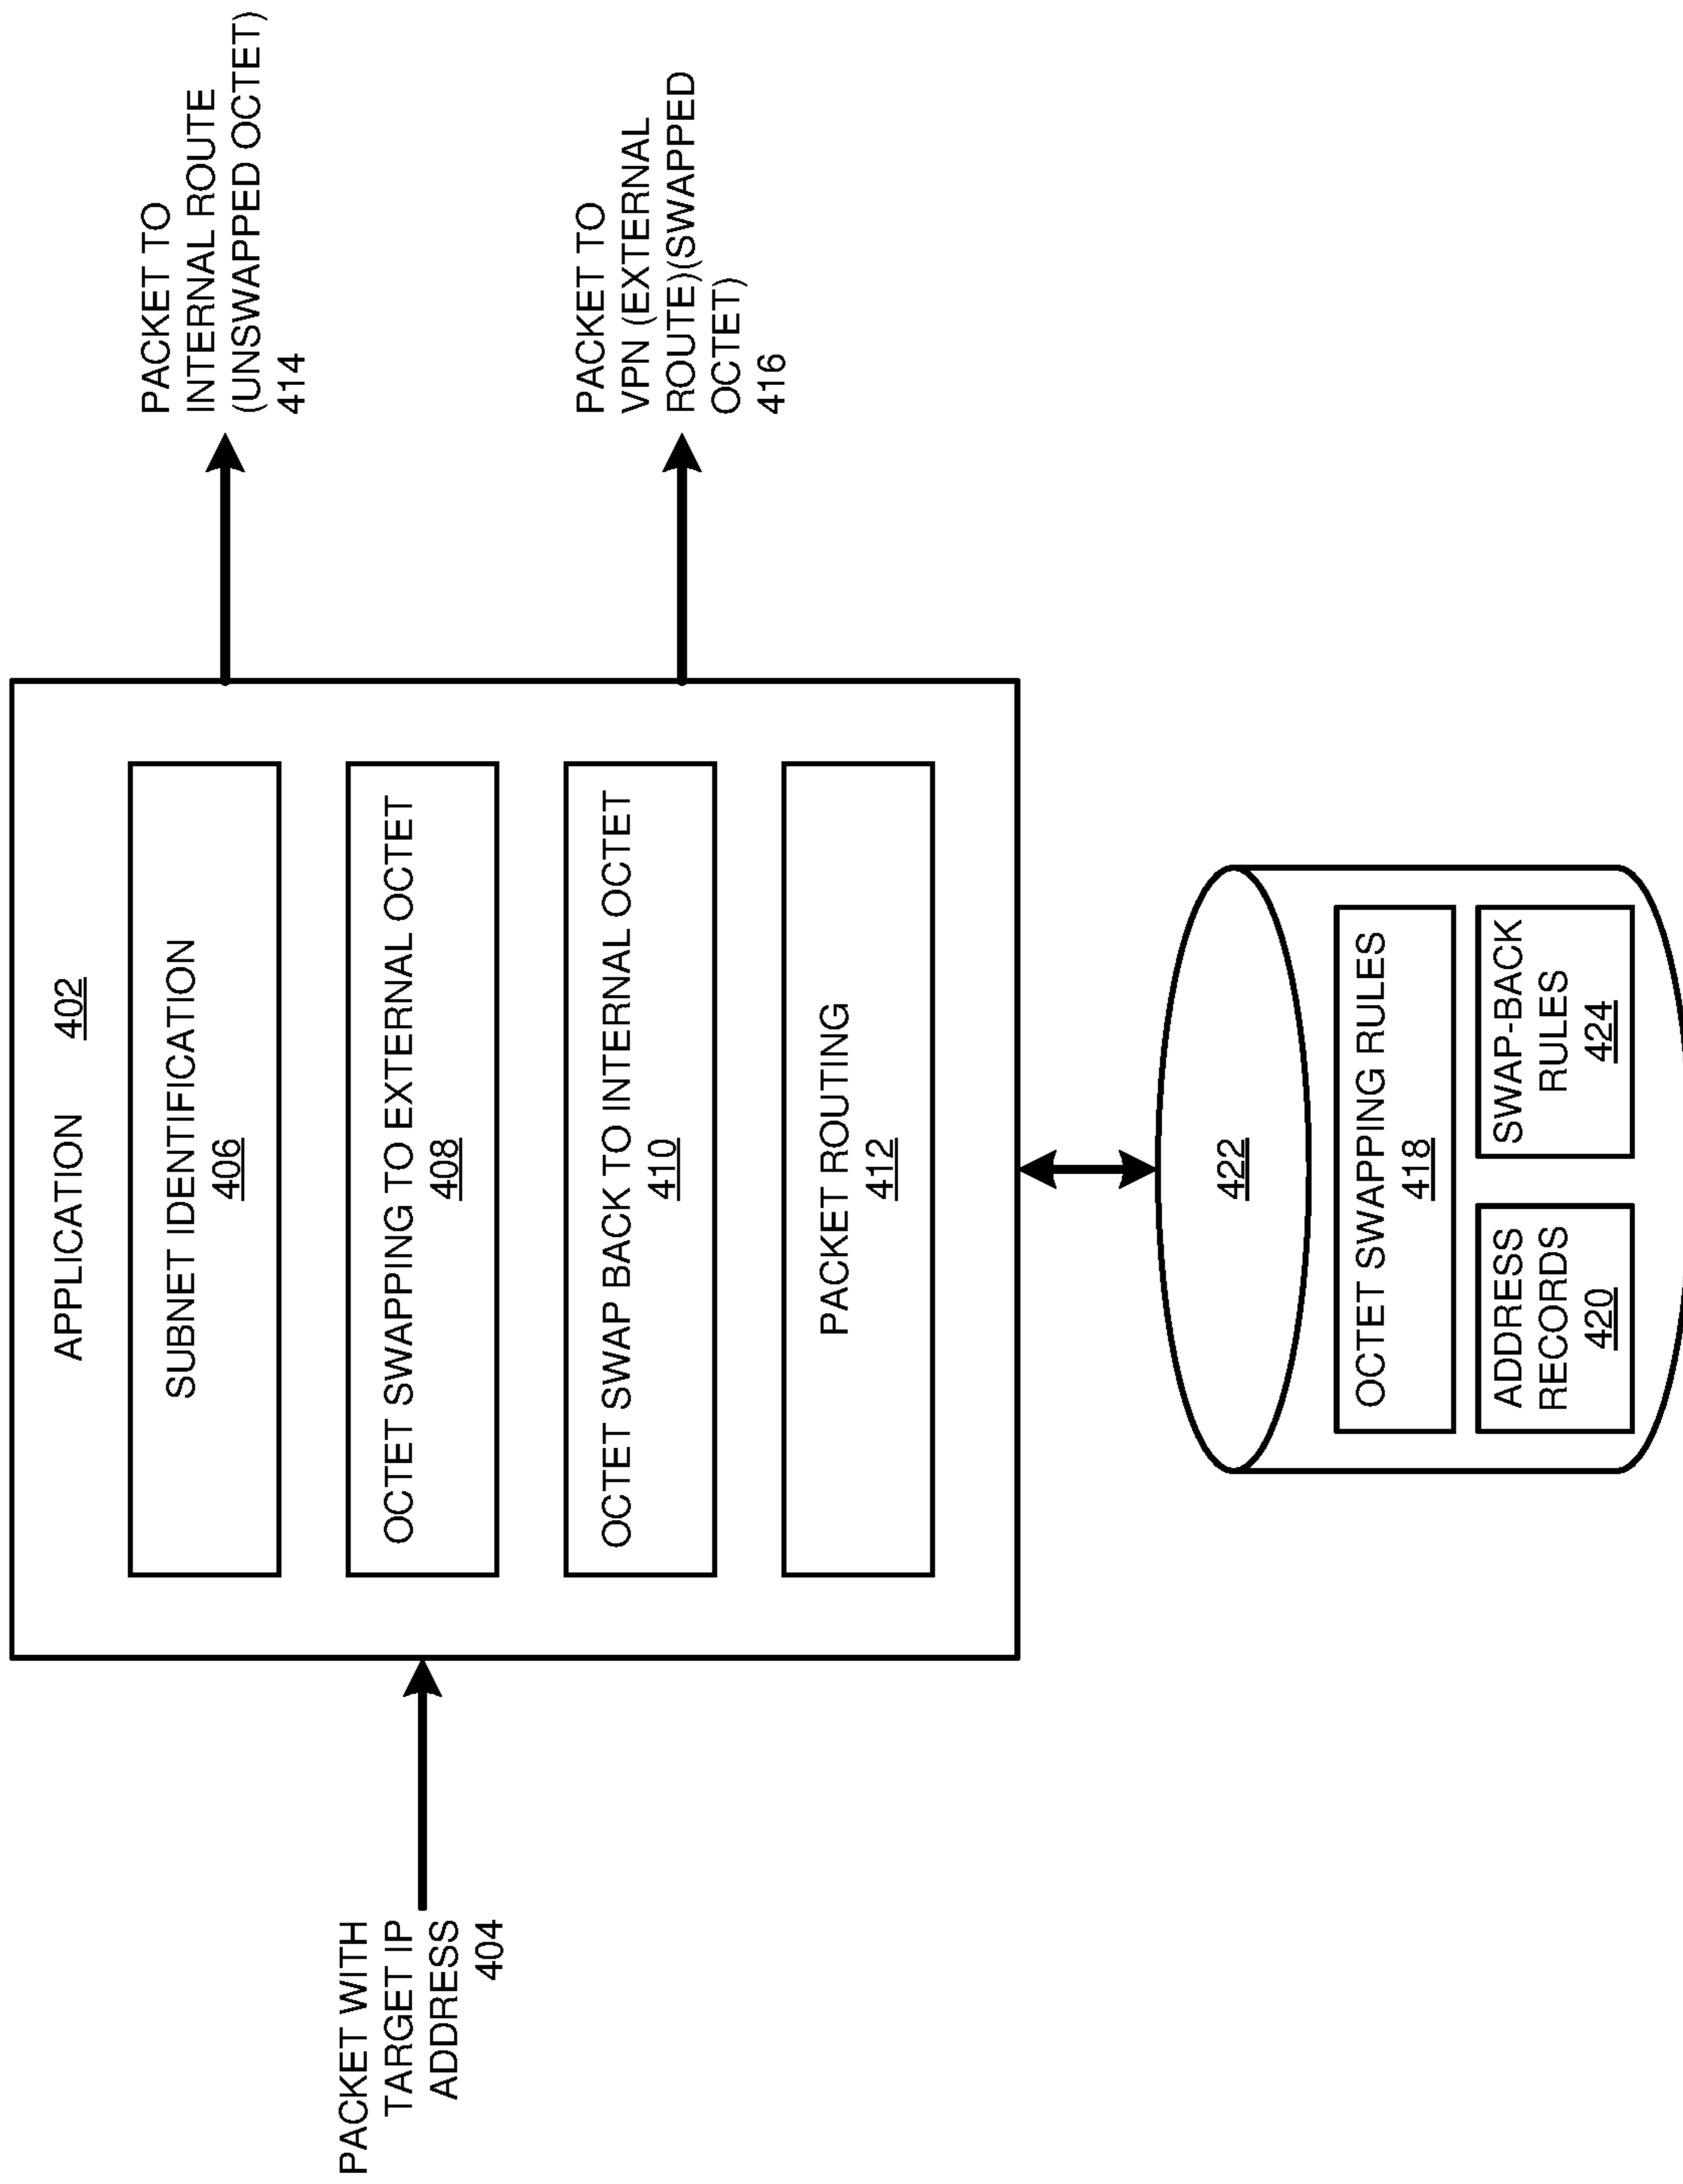 APPLICATION 402
SUBNET IDENTIFICATION
406
OCTET SWAPPING TO EXTERNAL OCTET
408
OCTET SWAP BACK TO INTERNAL OCTET
410
PACKET ROUTING
412
PACKET WITH
TARGET IP
ADDRESS
404
PACKET TO
INTERNAL ROUTE
(UNSWAPPED OCTET)
414
PACKET TO
VPN (EXTERNAL
ROUTE)(SWAPPED
OCTET)
416
422
OCTET SWAPPING RULES
418
ADDRESS
RECORDS
420
SWAP-BACK
RULES
424